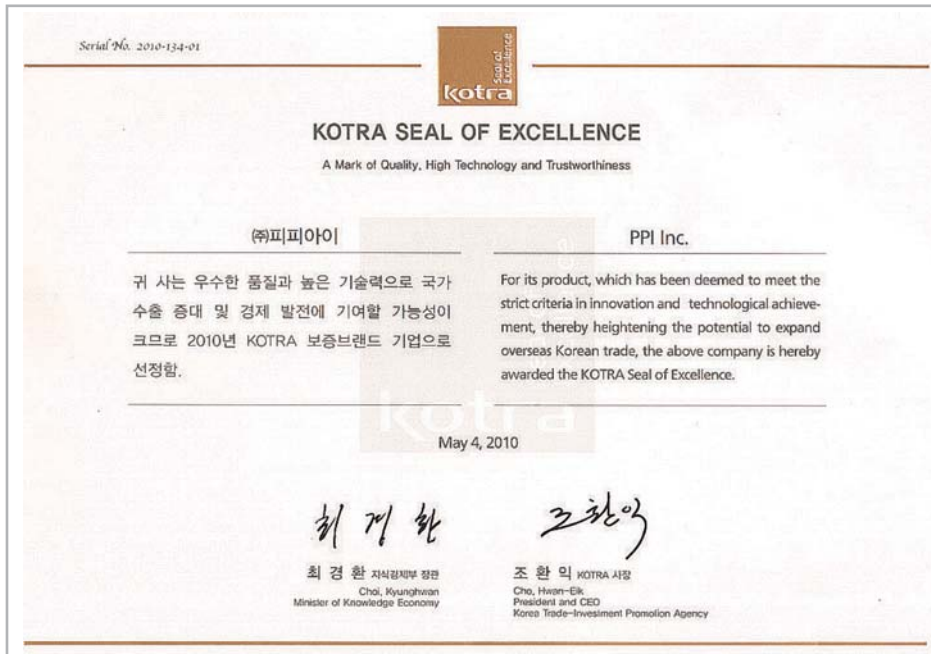 Serial No. 2010-134-01
Seal of
Excellence
kotra
KOTRA SEAL OF EXCELLENCE
A Mark of Quality, High Technology and Trustworthiness
㈜피피아이
귀 사는 우수한 품질과 높은 기술력으로 국가
수출 증대 및 경제 발전에 기여할 가능성이
크므로 2010년 KOTRA 보증브랜드 기업으로
선정함.
PPI Inc.
For its product, which has been deemed to meet the
strict criteria in innovation and technological achieve-
ment, thereby heightening the potential to expand
overseas Korean trade, the above company is hereby
awarded the KOTRA Seal of Excellence.
kotra
May 4, 2010
최경환
조환익
최 경 환 지식경제부 장관
Choi, Kyunghwan
Minister of Knowledge Economy
조 환 익 KOTRA 사장
Cho, Hwan-Eik
President and CEO
Korea Trade-Investment Promotion Agency